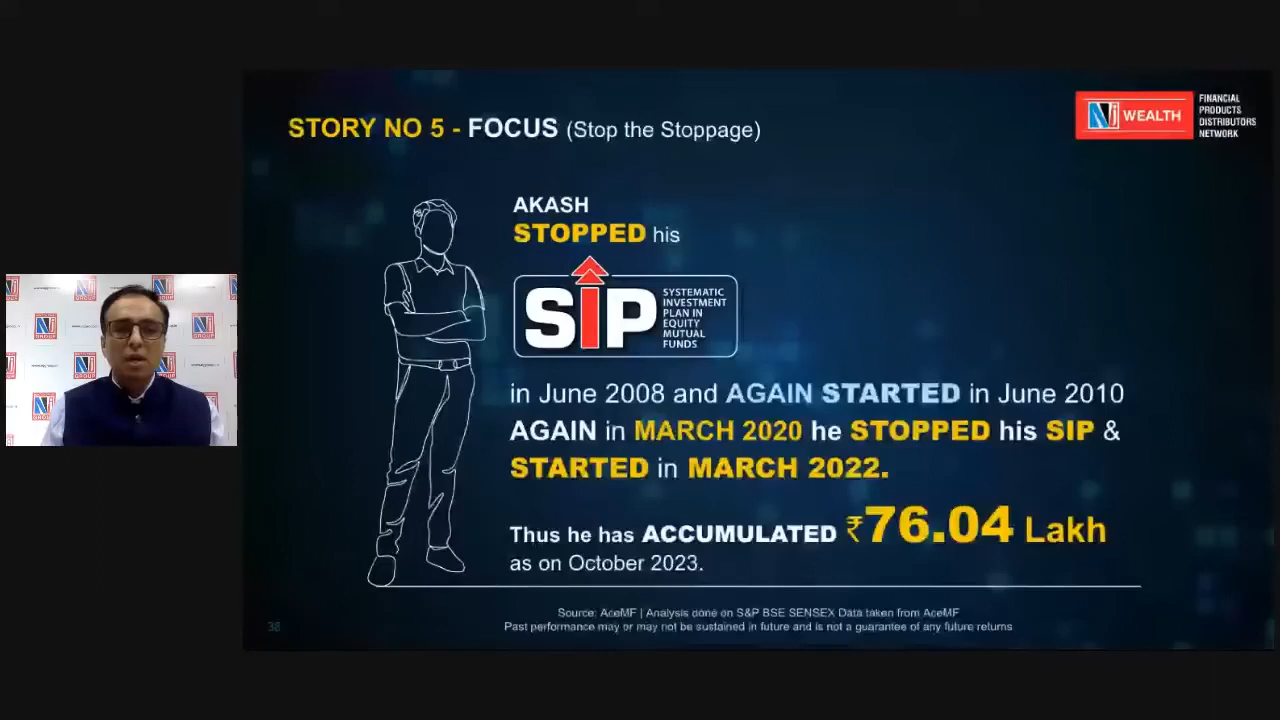 STORY NO 5 - FOCUS (Stop the Stoppage)
NJ WEALTH
FINANCIAL
PRODUCTS
DISTRIBUTORS
NETWORK
AKASH
STOPPED his
SIP
SYSTEMATIC
INVESTMENT
PLAN IN
EQUITY
MUTUAL
FUNDS
in June 2008 and AGAIN STARTED in June 2010
AGAIN in MARCH 2020 he STOPPED his SIP &
STARTED in MARCH 2022.
Thus he has ACCUMULATED ₹76.04 Lakh
as on October 2023.
Source: AceMF | Analysis done on S&P BSE SENSEX Data taken from AceMF
Past performance may or may not be sustained in future and is not a guarantee of any future returns
NJ
GROUP